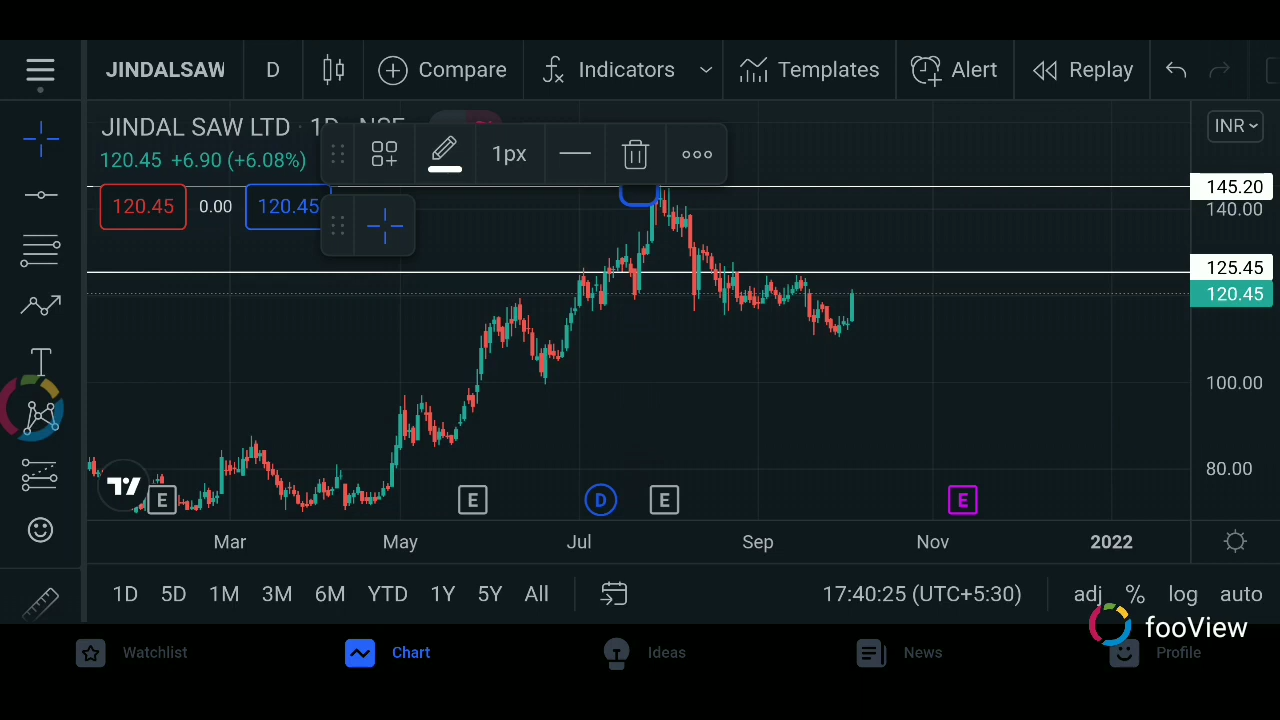 JINDALSAW D Compare Indicators Templates Alert Replay
JINDAL SAW LTD · 1D
INR
120.45 +6.90 (+6.08%)
1px
120.45 0.00 120.45
145.20
140.00
125.45
120.45
100.00
80.00
E E D E E
Mar May Jul Sep Nov 2022
1D 5D 1M 3M 6M YTD 1Y 5Y All 17:40:25 (UTC+5:30) adj % log auto
fooView
Watchlist Chart Ideas News Profile